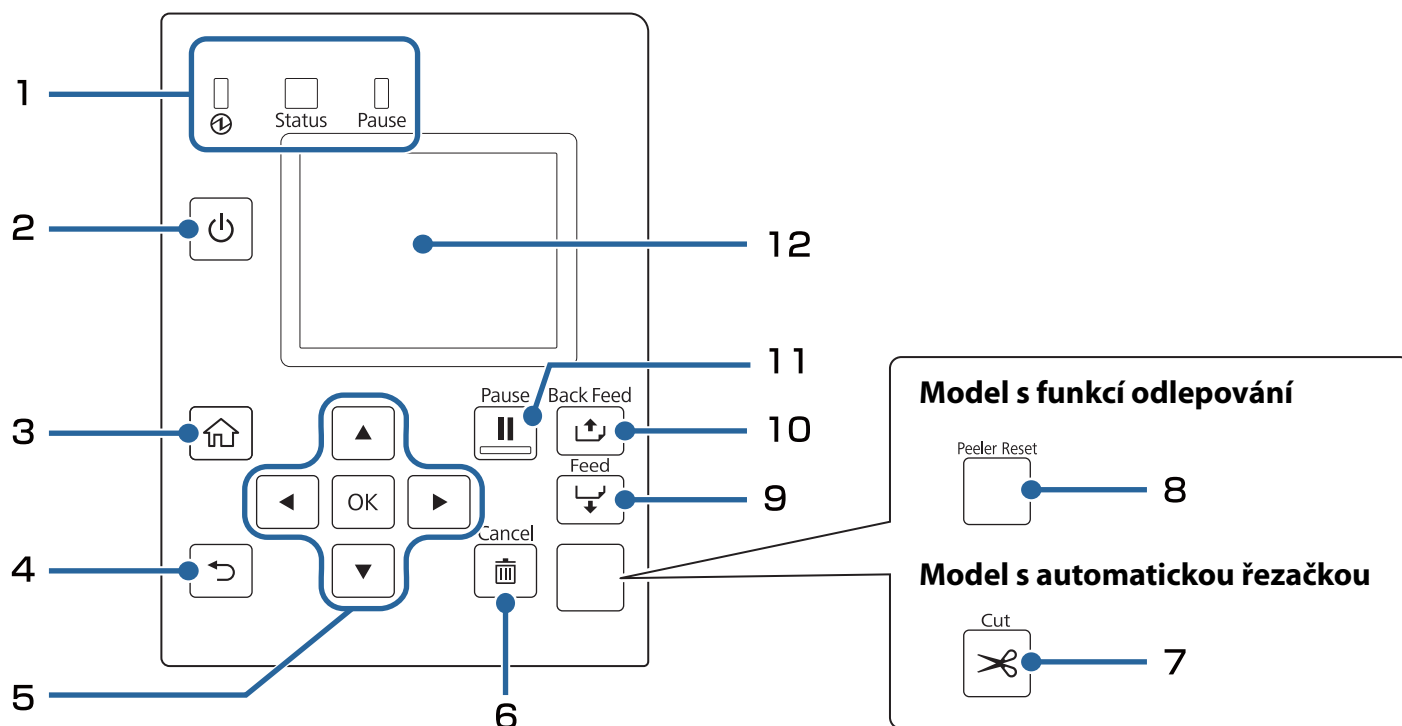 1
Status
Pause
2
12
11
Pause
Back Feed
3
10
Feed
OK
9
Cancel
4
5
6
Model s funkcí odlepování
Peeler Reset
8
Model s automatickou řezačkou
Cut
7